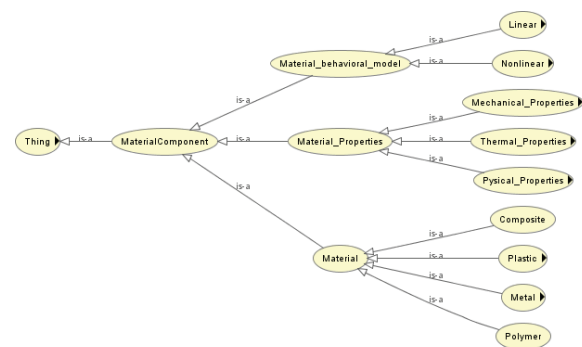 Linear
is-a
Material_behavioral_model
is-a
Nonlinear
is-a
Mechanical_Properties
is-a
Thing
is-a
MaterialComponent
is-a
Material_Properties
is-a
Thermal_Properties
is-a
Pysical_Properties
is-a
Composite
is-a
Material
is-a
Plastic
is-a
Metal
is-a
Polymer